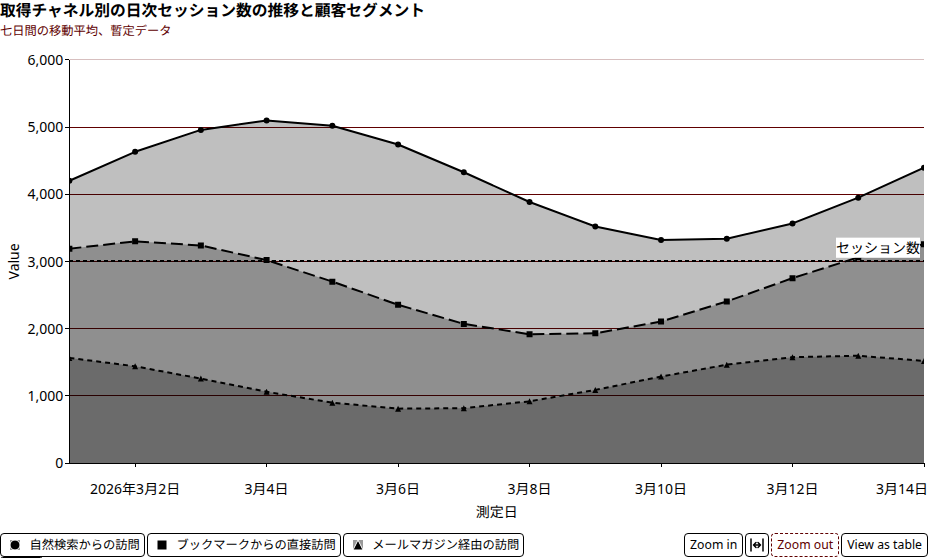 取得チャネル別の日次セッション数の推移と顧客セグメント
七日間の移動平均、暫定データ
6,000
5,000
4,000
3,000
2,000
1,000
0
Value
セッション数
2026年3月2日 3月4日 3月6日 3月8日 3月10日 3月12日 3月14日
測定日
自然検索からの訪問 ブックマークからの直接訪問 メールマガジン経由の訪問 Zoom in Zoom out View as table